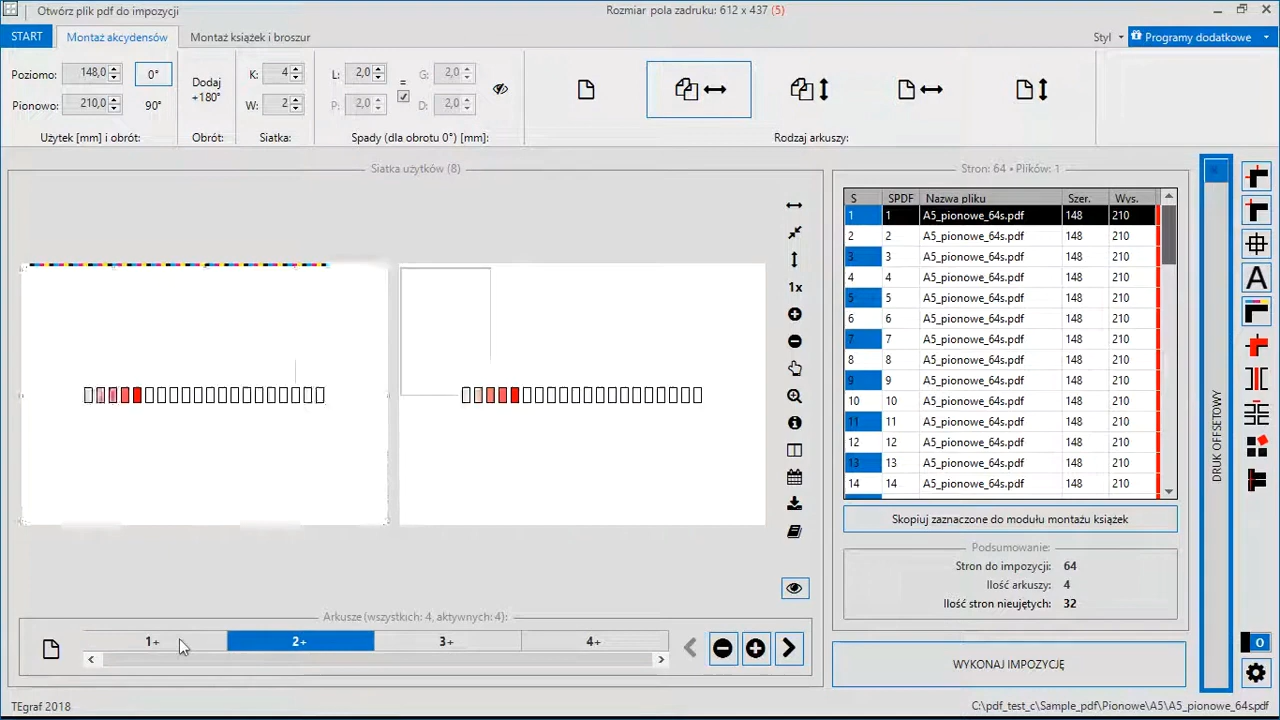 Otwórz plik pdf do impozycji
Rozmiar pola zadruku: 612 x 437 (5)
START
Montaż akcydensów
Montaż książek i broszur
Styl
Programy dodatkowe
Poziomo: 148,0
0°
Pionowo: 210,0
90°
Użytek [mm] i obrót:
Dodaj
+180°
Obrót:
K: 4
W: 2
Siatka:
L: 2,0
=
G: 2,0
P: 2,0
D: 2,0
Spady (dla obrotu 0°) [mm]:
Rodzaj arkuszy:
Siatka użytków (8)
1x
Arkusze (wszystkich: 4, aktywnych: 4):
1+
2+
3+
4+
Stron: 64 • Plików: 1
S SPDF Nazwa pliku Szer. Wys.
1 1 A5_pionowe_64s.pdf 148 210
2 2 A5_pionowe_64s.pdf 148 210
3 3 A5_pionowe_64s.pdf 148 210
4 4 A5_pionowe_64s.pdf 148 210
5 5 A5_pionowe_64s.pdf 148 210
6 6 A5_pionowe_64s.pdf 148 210
7 7 A5_pionowe_64s.pdf 148 210
8 8 A5_pionowe_64s.pdf 148 210
9 9 A5_pionowe_64s.pdf 148 210
10 10 A5_pionowe_64s.pdf 148 210
11 11 A5_pionowe_64s.pdf 148 210
12 12 A5_pionowe_64s.pdf 148 210
13 13 A5_pionowe_64s.pdf 148 210
14 14 A5_pionowe_64s.pdf 148 210
Skopiuj zaznaczone do modułu montażu książek
Podsumowanie:
Stron do impozycji: 64
Ilość arkuszy: 4
Ilość stron nieujętych: 32
WYKONAJ IMPOZYCJĘ
DRUK OFFSETOWY
A
O
TEgraf 2018
C:\pdf_test_c\Sample_pdf\Pionowe\A5\A5_pionowe_64s.pdf